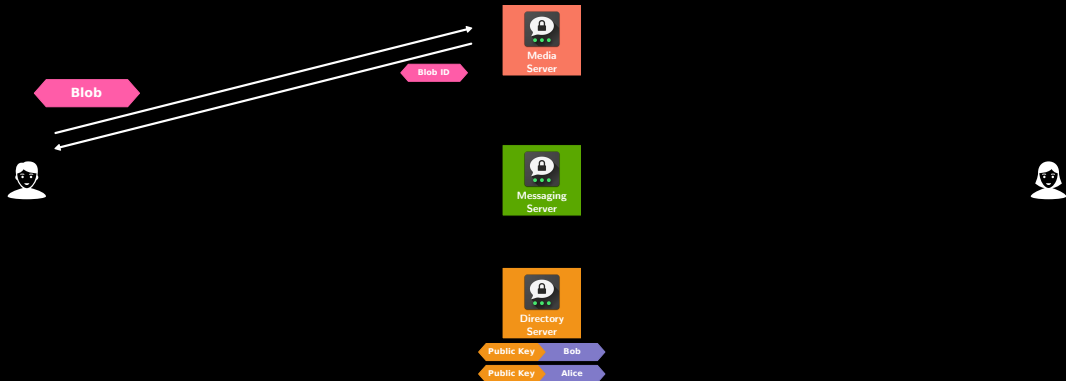 Media
Server
Blob ID
Blob
Messaging
Server
Directory
Server
Public Key Bob
Public Key Alice